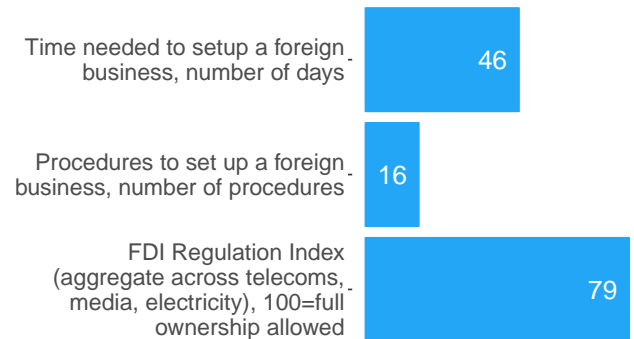 Time needed to setup a foreign
business, number of days
46
Procedures to set up a foreign
business, number of procedures
16
FDI Regulation Index
(aggregate across telecoms,
media, electricity), 100=full
ownership allowed
79